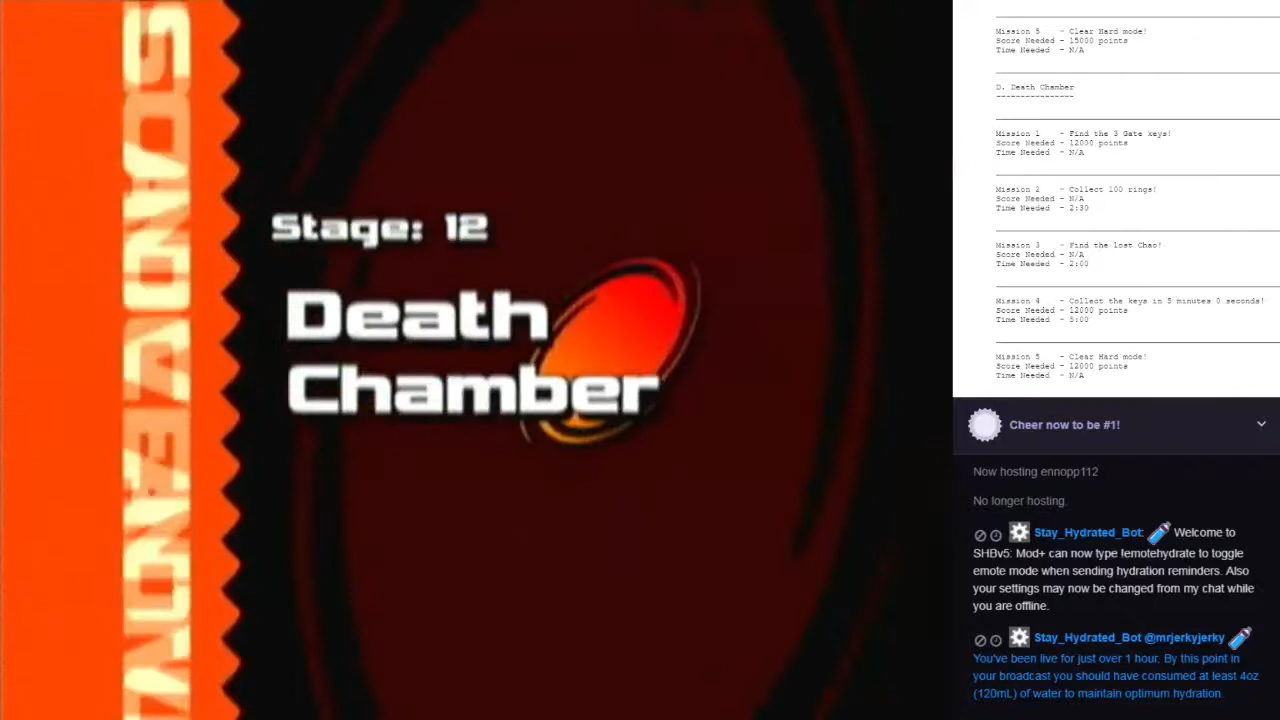 Stage: 12
Death
Chamber
Mission 5 - Clear Hard mode!
Score Needed - 15000 points
Time Needed - N/A
D. Death Chamber
----------------
Mission 1 - Find the 3 Gate keys!
Score Needed - 12000 points
Time Needed - N/A
Mission 2 - Collect 100 rings!
Score Needed - N/A
Time Needed - 2:30
Mission 3 - Find the lost Chao!
Score Needed - N/A
Time Needed - 2:00
Mission 4 - Collect the keys in 5 minutes 0 seconds!
Score Needed - 12000 points
Time Needed - 5:00
Mission 5 - Clear Hard mode!
Score Needed - 12000 points
Time Needed - N/A
Cheer now to be #1!
Now hosting ennopp112
No longer hosting.
Stay_Hydrated_Bot: Welcome to
SHBv5: Mod+ can now type !emotehydrate to toggle
emote mode when sending hydration reminders. Also
your settings may now be changed from my chat while
you are offline.
Stay_Hydrated_Bot @mrjerkyjerky
You've been live for just over 1 hour. By this point in
your broadcast you should have consumed at least 4oz
(120mL) of water to maintain optimum hydration.